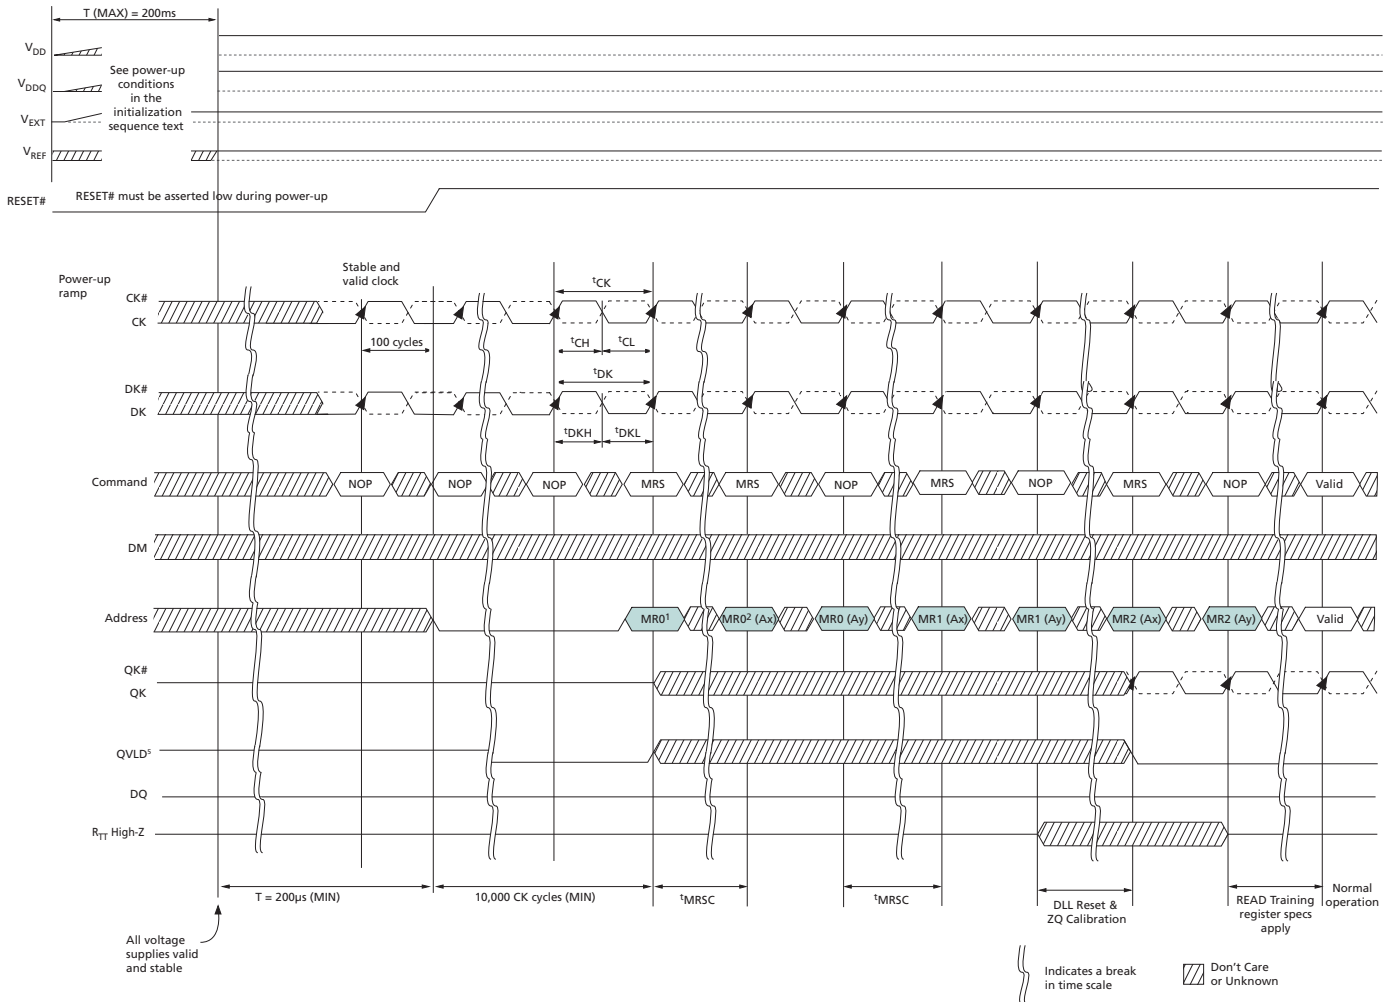 T (MAX) = 200ms
VDD
VDDQ
VEXT
VREF
See power-up
conditions
in the
initialization
sequence text
RESET#
RESET# must be asserted low during power-up
Power-up
ramp
Stable and
valid clock
tCK
CK#
CK
100 cycles
tCH
tCL
tDK
DK#
DK
tDKH
tDKL
Command
NOP
NOP
NOP
MRS
MRS
NOP
MRS
NOP
MRS
NOP
Valid
DM
Address
MR0¹
MR0² (Ax)
MR0 (Ay)
MR1 (Ax)
MR1 (Ay)
MR2 (Ax)
MR2 (Ay)
Valid
QK#
QK
QVLD⁵
DQ
RTT High-Z
T = 200μs (MIN)
10,000 CK cycles (MIN)
tMRSC
tMRSC
DLL Reset &
ZQ Calibration
READ Training
register specs
apply
Normal
operation
All voltage
supplies valid
and stable
Indicates a break
in time scale
Don't Care
or Unknown